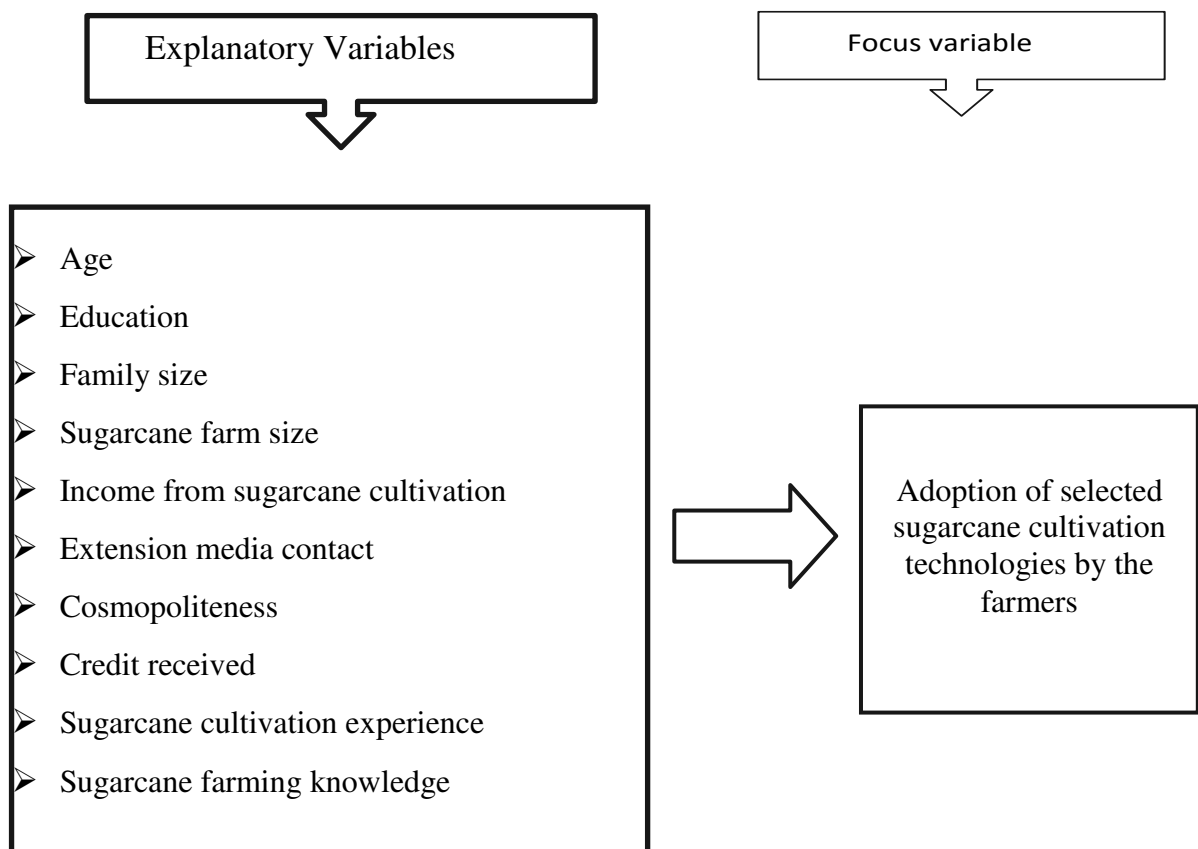 Explanatory Variables
Focus variable
Age
Education
Family size
Sugarcane farm size
Income from sugarcane cultivation
Extension media contact
Cosmopoliteness
Credit received
Sugarcane cultivation experience
Sugarcane farming knowledge
Adoption of selected
sugarcane cultivation
technologies by the
farmers